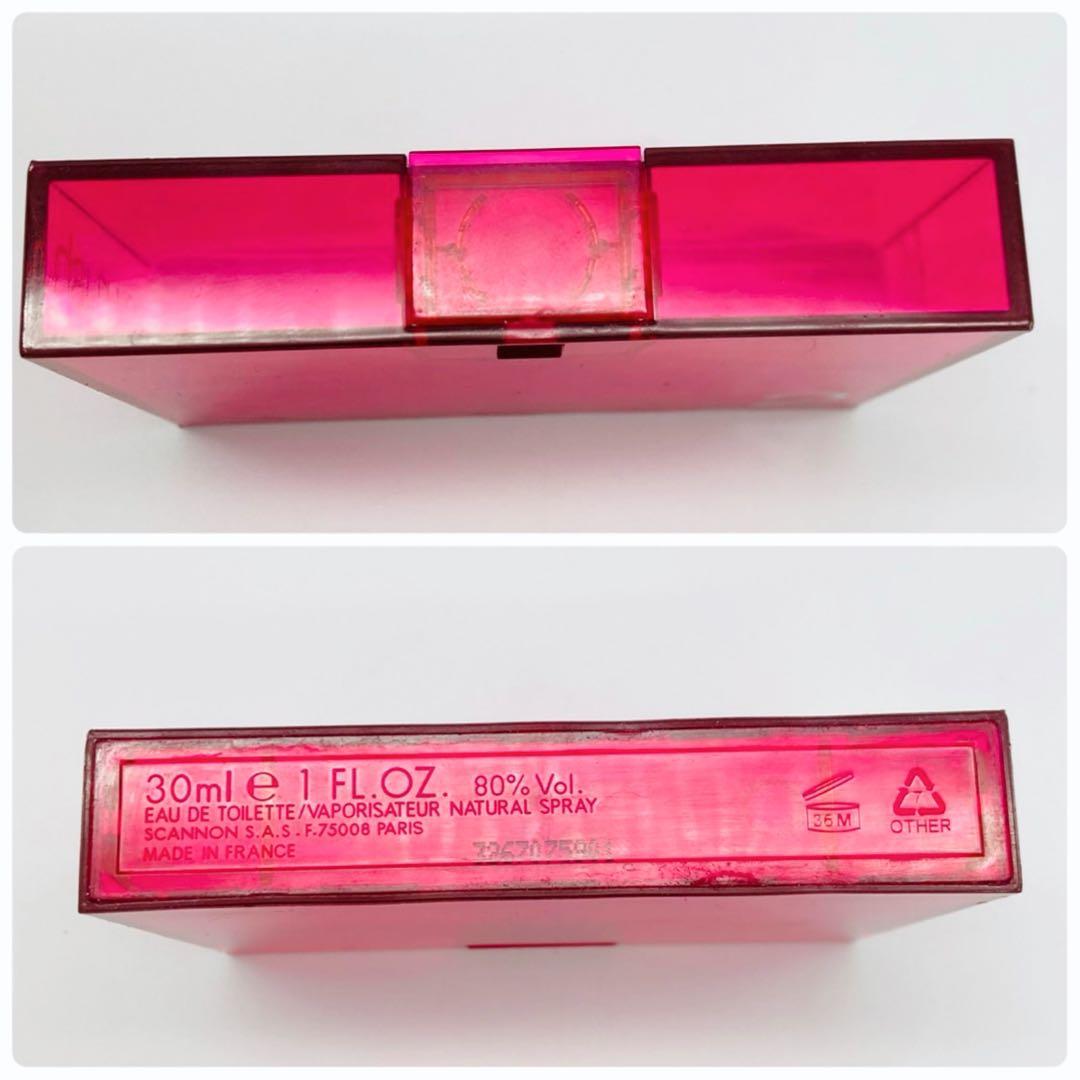 30ml e 1 FL.OZ. 80% Vol.
EAU DE TOILETTE/VAPORISATEUR NATURAL SPRAY
SCANNON S.A.S - F-75008 PARIS
MADE IN FRANCE
36M
OTHER